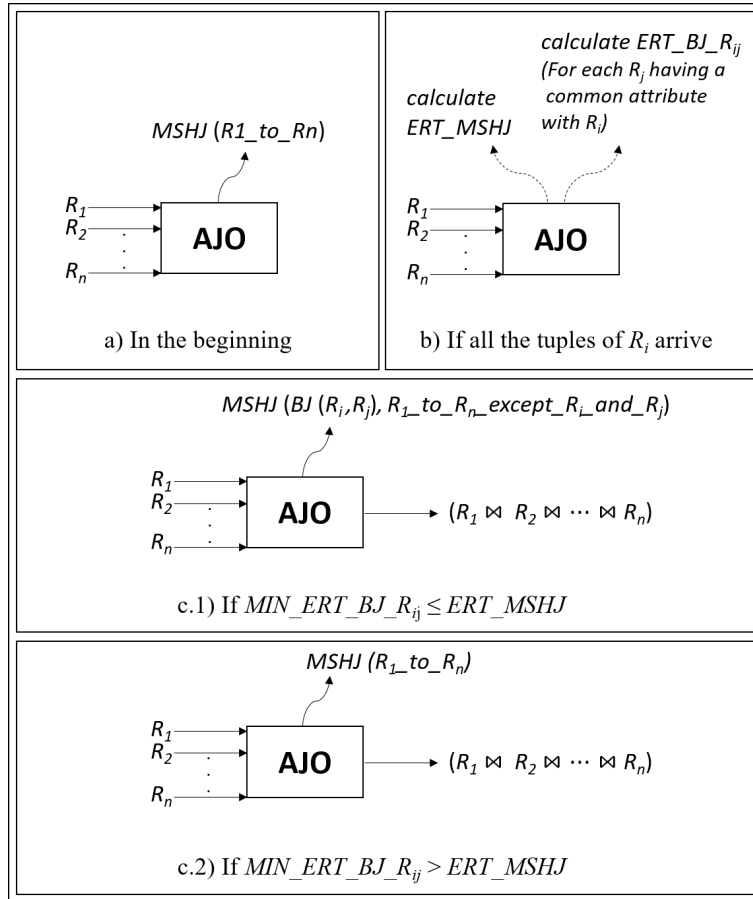 MSHJ (R1_to_Rn)
R₁
R₂
Rₙ
AJO
a) In the beginning
calculate ERT_BJ_Rᵢⱼ
(For each Rⱼ having a
common attribute
with Rᵢ)
calculate
ERT_MSHJ
R₁
R₂
Rₙ
AJO
b) If all the tuples of Rᵢ arrive
MSHJ (BJ (Rᵢ,Rⱼ), R₁_to_Rₙ_except_Rᵢ_and_Rⱼ)
R₁
R₂
Rₙ
AJO
(R₁ ⋈ R₂ ⋈ ⋯ ⋈ Rₙ)
c.1) If MIN_ERT_BJ_Rᵢⱼ ≤ ERT_MSHJ
MSHJ (R₁_to_Rₙ)
R₁
R₂
Rₙ
AJO
(R₁ ⋈ R₂ ⋈ ⋯ ⋈ Rₙ)
c.2) If MIN_ERT_BJ_Rᵢⱼ > ERT_MSHJ